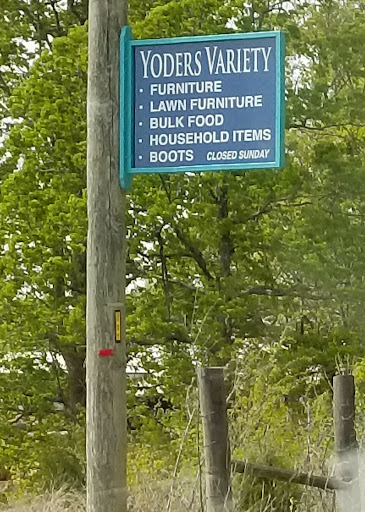 YODERS VARIETY
· FURNITURE
· LAWN FURNITURE
· BULK FOOD
· HOUSEHOLD ITEMS
· BOOTS CLOSED SUNDAY